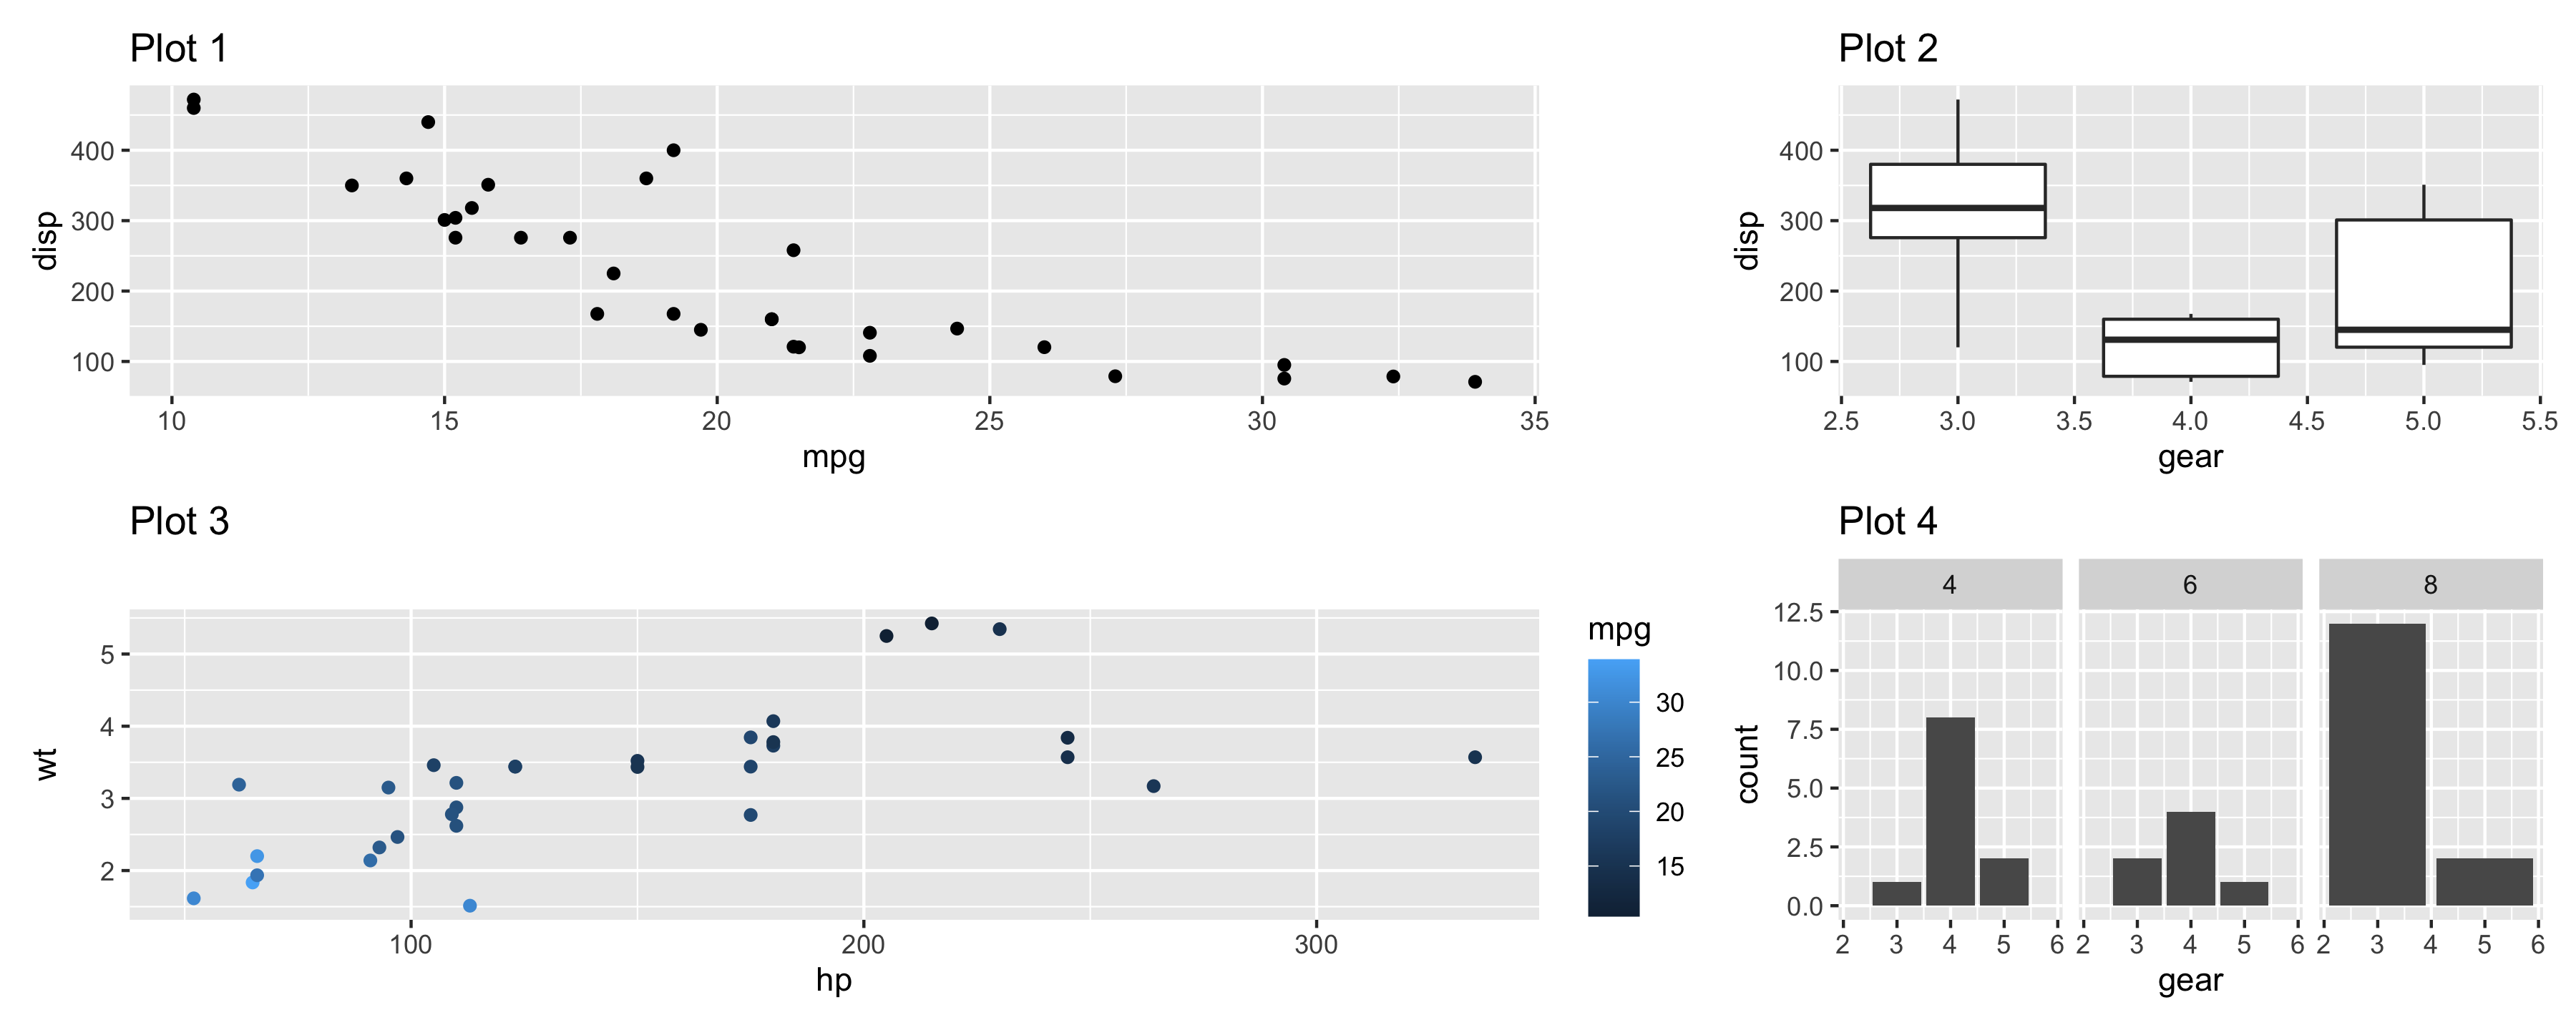 Plot 1
disp
400
300
200
100
10 15 20 25 30 35
mpg
Plot 2
disp
400
300
200
100
2.5 3.0 3.5 4.0 4.5 5.0 5.5
gear
Plot 3
wt
5
4
3
2
100 200 300
hp
mpg
30
25
20
15
Plot 4
4 6 8
count
12.5
10.0
7.5
5.0
2.5
0.0
2 3 4 5 6 2 3 4 5 6 2 3 4 5 6
gear